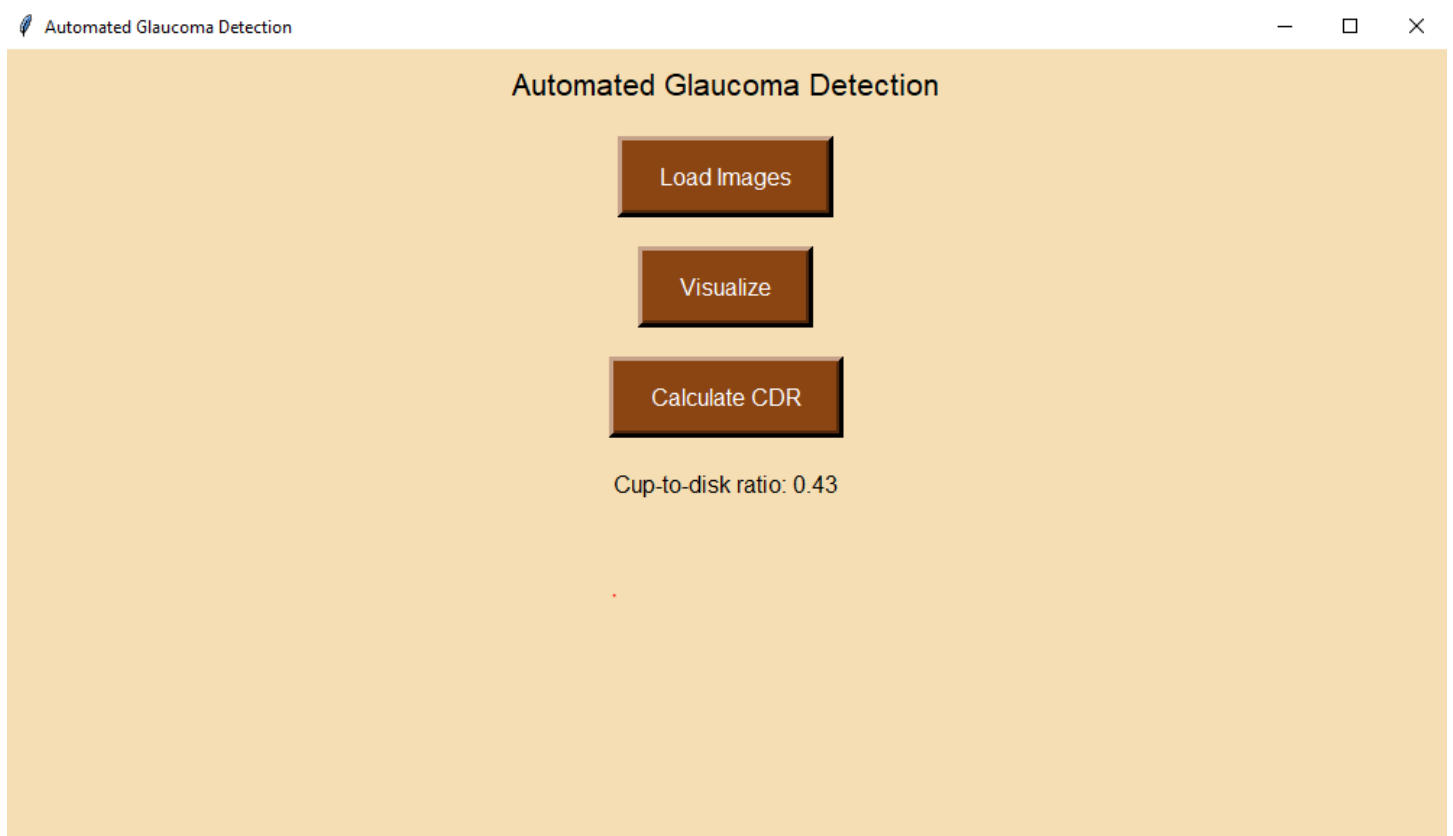 Automated Glaucoma Detection
Automated Glaucoma Detection
Load Images
Visualize
Calculate CDR
Cup-to-disk ratio: 0.43